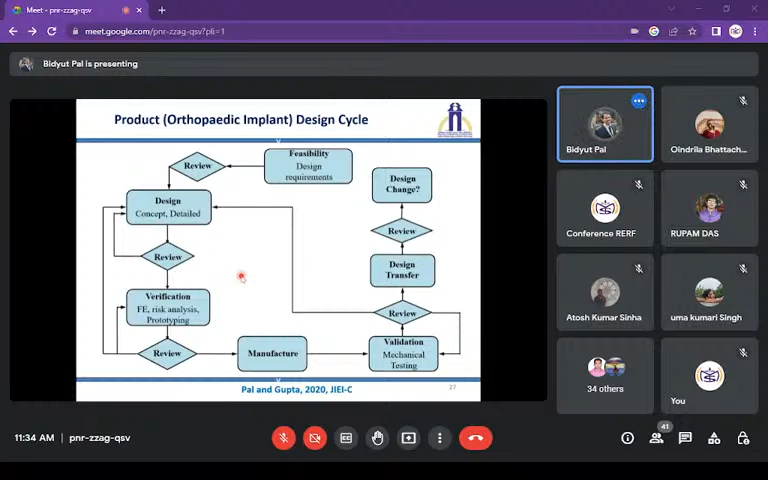 Meet - pnr-zzag-qsv
meet.google.com/pnr-zzag-qsv?pli=1
Bidyut Pal is presenting
Product (Orthopaedic Implant) Design Cycle
Review
Feasibility
Design
requirements
Design
Change?
Design
Concept, Detailed
Review
Review
Design
Transfer
Verification
FE, risk analysis,
Prototyping
Review
Review
Manufacture
Validation
Mechanical
Testing
Pal and Gupta, 2020, JIEI-C
27
Bidyut Pal
Oindrila Bhattach...
Conference RERF
RUPAM DAS
Atosh Kumar Sinha
uma kumari Singh
34 others
You
11:34 AM | pnr-zzag-qsv
41